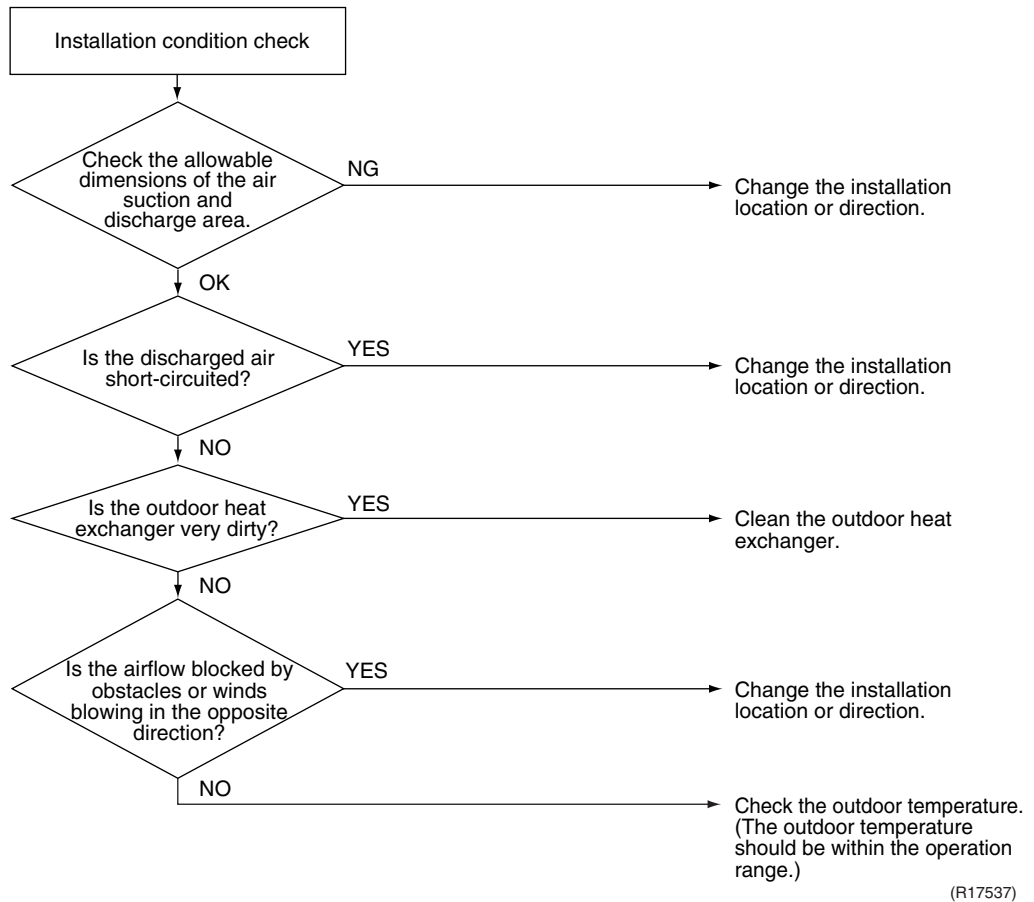 Installation condition check
Check the allowable
dimensions of the air
suction and
discharge area.
NG
Change the installation
location or direction.
OK
Is the discharged air
short-circuited?
YES
Change the installation
location or direction.
NO
Is the outdoor heat
exchanger very dirty?
YES
Clean the outdoor heat
exchanger.
NO
Is the airflow blocked by
obstacles or winds
blowing in the opposite
direction?
YES
Change the installation
location or direction.
NO
Check the outdoor temperature.
(The outdoor temperature
should be within the operation
range.)
(R17537)